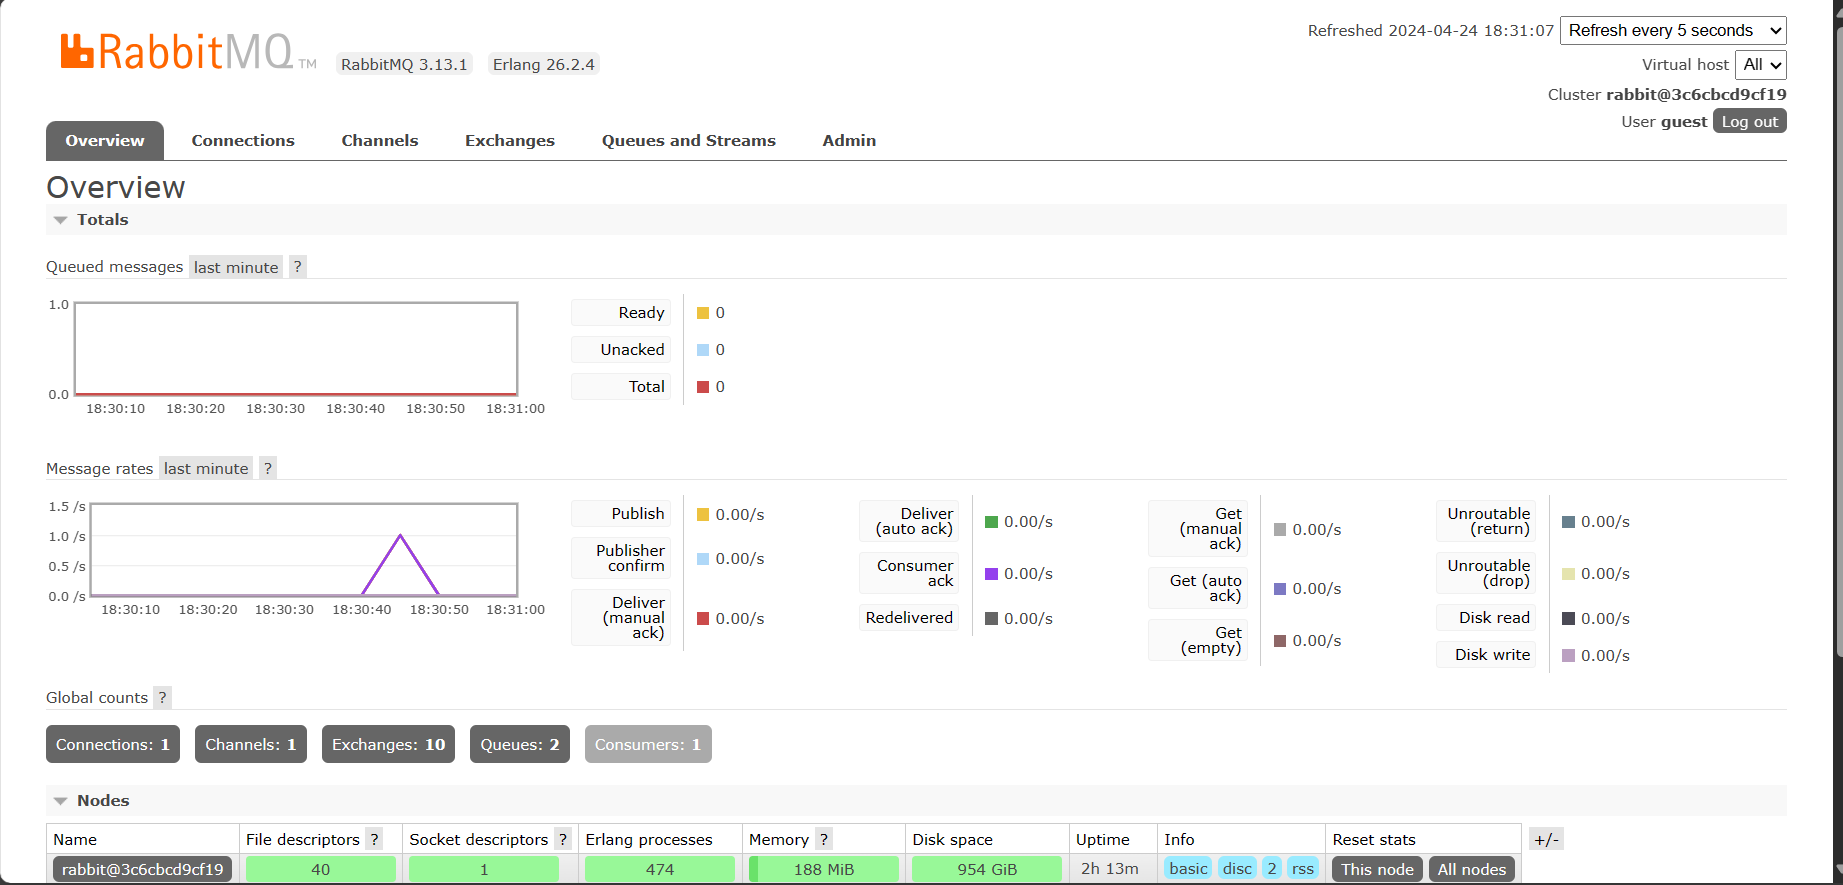 RabbitMQ TM
RabbitMQ 3.13.1
Erlang 26.2.4
Refreshed 2024-04-24 18:31:07
Refresh every 5 seconds
Virtual host
All
Cluster rabbit@3c6cbcd9cf19
User guest
Log out
Overview
Connections
Channels
Exchanges
Queues and Streams
Admin
Overview
Totals
Queued messages last minute ?
1.0
0.0
18:30:10 18:30:20 18:30:30 18:30:40 18:30:50 18:31:00
Ready 0
Unacked 0
Total 0
Message rates last minute ?
1.5 /s
1.0 /s
0.5 /s
0.0 /s
18:30:10 18:30:20 18:30:30 18:30:40 18:30:50 18:31:00
Publish 0.00/s
Publisher
confirm 0.00/s
Deliver
(manual
ack) 0.00/s
Deliver
(auto ack) 0.00/s
Consumer
ack 0.00/s
Redelivered 0.00/s
Get
(manual
ack) 0.00/s
Get (auto
ack) 0.00/s
Get
(empty) 0.00/s
Unroutable
(return) 0.00/s
Unroutable
(drop) 0.00/s
Disk read 0.00/s
Disk write 0.00/s
Global counts ?
Connections: 1
Channels: 1
Exchanges: 10
Queues: 2
Consumers: 1
Nodes
Name File descriptors ? Socket descriptors ? Erlang processes Memory ? Disk space Uptime Info Reset stats +/-
rabbit@3c6cbcd9cf19 40 1 474 188 MiB 954 GiB 2h 13m basic disc 2 rss This node All nodes